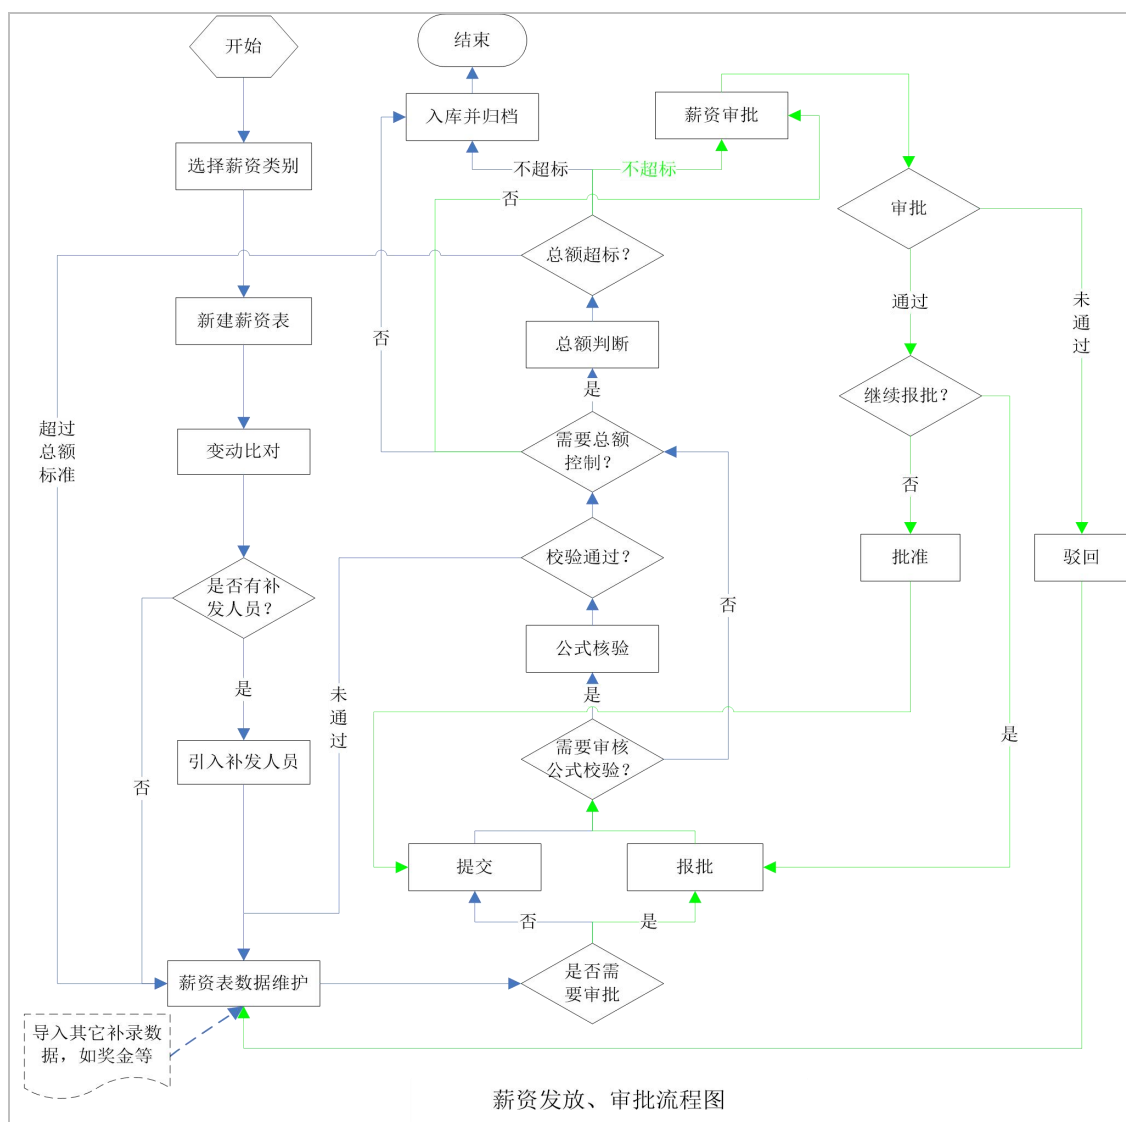 开始
结束
入库并归档
薪资审批
选择薪资类别
不超标
不超标
否
审批
总额超标？
新建薪资表
通过
未
通
过
否
总额判断
是
继续报批？
超过
总额
标准
变动比对
需要总额
控制？
否
校验通过？
批准
驳回
是否有补
发人员？
否
公式核验
是
是
未
通
过
需要审核
公式校验？
是
引入补发人员
否
提交
报批
否
是
薪资表数据维护
是否需
要审批
导入其它补录数
据，如奖金等
薪资发放、审批流程图